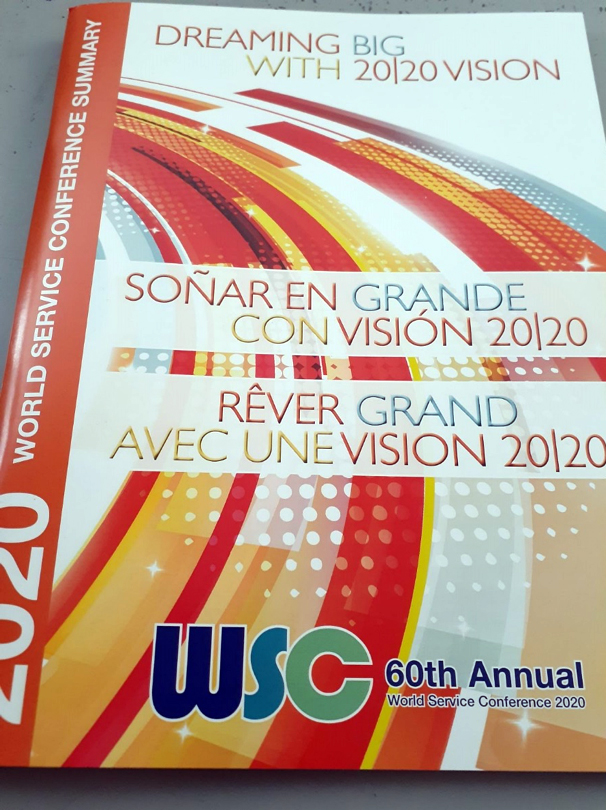 DREAMING BIG
WITH 20|20 VISION
SOÑAR EN GRANDE
CON VISIÓN 20|20
RÊVER GRAND
AVEC UNE VISION 20|20
WSC
60th Annual
World Service Conference 2020
2020 WORLD SERVICE CONFERENCE SUMMARY